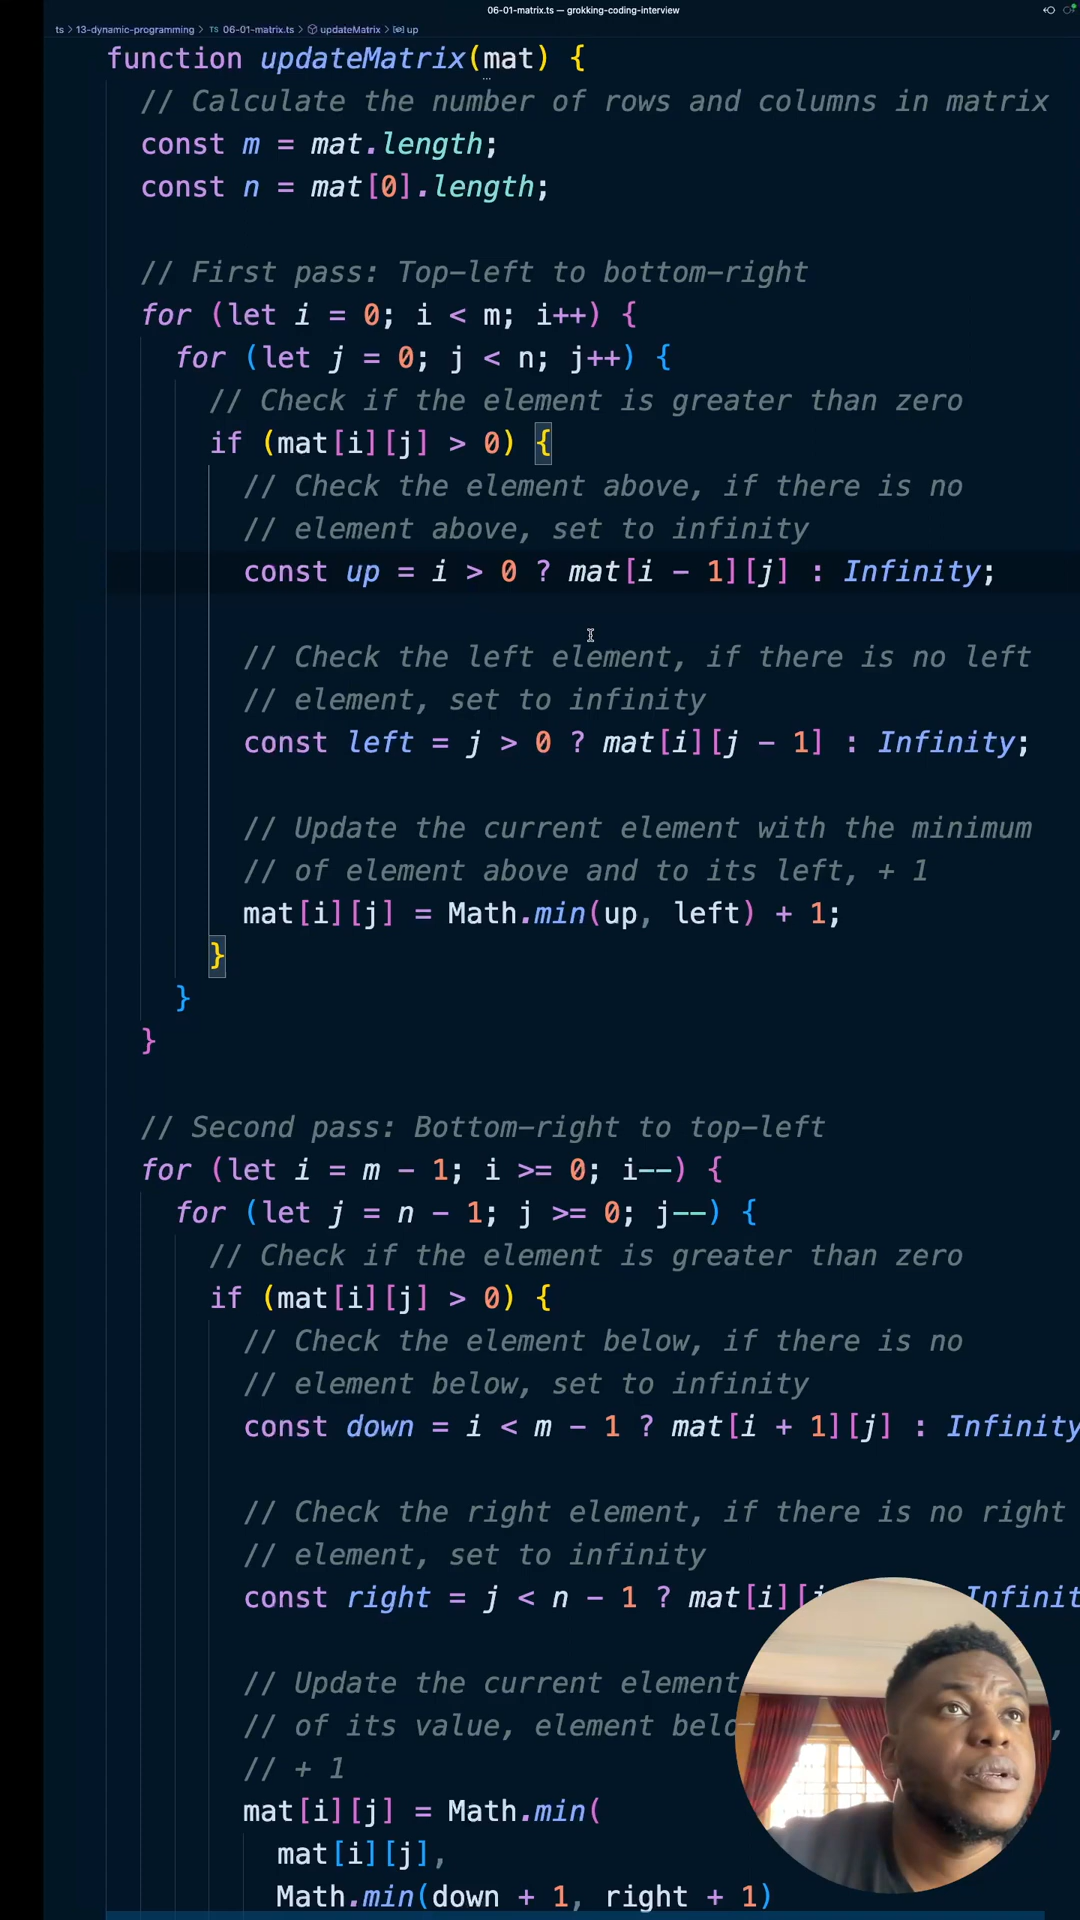 06-01-matrix.ts — grokking-coding-interview
ts > 13-dynamic-programming > TS 06-01-matrix.ts > updateMatrix > up
function updateMatrix(mat) {
// Calculate the number of rows and columns in matrix
const m = mat.length;
const n = mat[0].length;
// First pass: Top-left to bottom-right
for (let i = 0; i < m; i++) {
for (let j = 0; j < n; j++) {
// Check if the element is greater than zero
if (mat[i][j] > 0) {
// Check the element above, if there is no
// element above, set to infinity
const up = i > 0 ? mat[i - 1][j] : Infinity;
// Check the left element, if there is no left
// element, set to infinity
const left = j > 0 ? mat[i][j - 1] : Infinity;
// Update the current element with the minimum
// of element above and to its left, + 1
mat[i][j] = Math.min(up, left) + 1;
}
}
}
// Second pass: Bottom-right to top-left
for (let i = m - 1; i >= 0; i--) {
for (let j = n - 1; j >= 0; j--) {
// Check if the element is greater than zero
if (mat[i][j] > 0) {
// Check the element below, if there is no
// element below, set to infinity
const down = i < m - 1 ? mat[i + 1][j] : Infinity
// Check the right element, if there is no right
// element, set to infinity
const right = j < n - 1 ? mat[i][j Infinit
// Update the current element
// of its value, element belo ,
// + 1
mat[i][j] = Math.min(
mat[i][j],
Math.min(down + 1, right + 1)